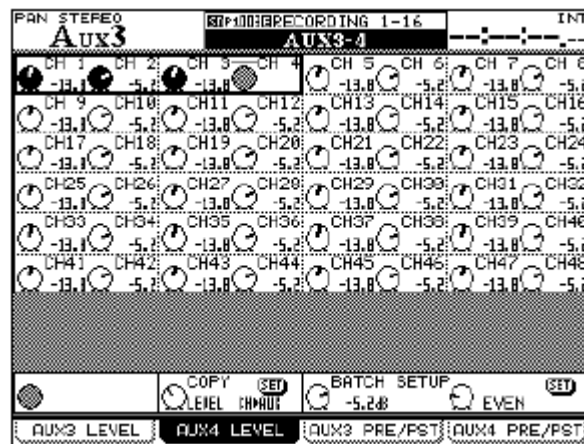 PAN STEREO
Aux3
RECORDING 1-16
INT
AUX3-4
--:--:--.--
CH 1 CH 2 CH 3 CH 4 CH 5 CH 6 CH 7 CH 8
-13.8 -5.2 -13.8 -13.8 -5.2 -13.8 -5.2
CH 9 CH10 CH11 CH12 CH13 CH14 CH15 CH16
-13.8 -5.2 -13.8 -5.2 -13.8 -5.2 -13.8 -5.2
CH17 CH18 CH19 CH20 CH21 CH22 CH23 CH24
-13.8 -5.2 -13.8 -5.2 -13.8 -5.2 -13.8 -5.2
CH25 CH26 CH27 CH28 CH29 CH30 CH31 CH32
-13.8 -5.2 -13.8 -5.2 -13.8 -5.2 -13.8 -5.2
CH33 CH34 CH35 CH36 CH37 CH38 CH39 CH40
-13.8 -5.2 -13.8 -5.2 -13.8 -5.2 -13.8 -5.2
CH41 CH42 CH43 CH44 CH45 CH46 CH47 CH48
-13.8 -5.2 -13.8 -5.2 -13.8 -5.2 -13.8 -5.2
COPY SET BATCH SETUP SET
LEVEL CH▶AUX -5.2dB EVEN
AUX3 LEVEL AUX4 LEVEL AUX3 PRE/PST AUX4 PRE/PST